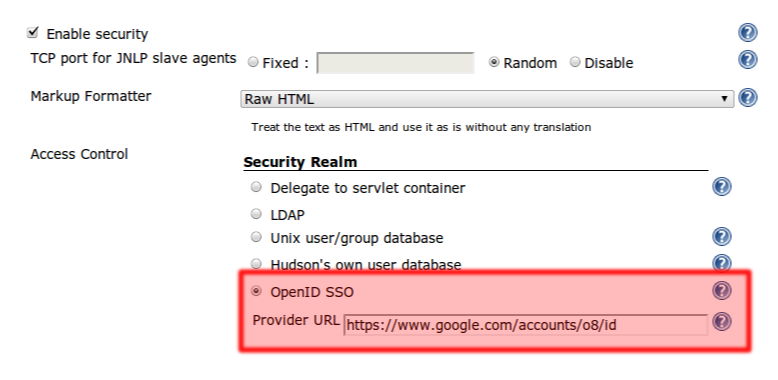 Enable security
TCP port for JNLP slave agents Fixed : Random Disable
Markup Formatter Raw HTML
Treat the text as HTML and use it as is without any translation
Access Control Security Realm
Delegate to servlet container
LDAP
Unix user/group database
Hudson's own user database
OpenID SSO
Provider URL https://www.google.com/accounts/o8/id